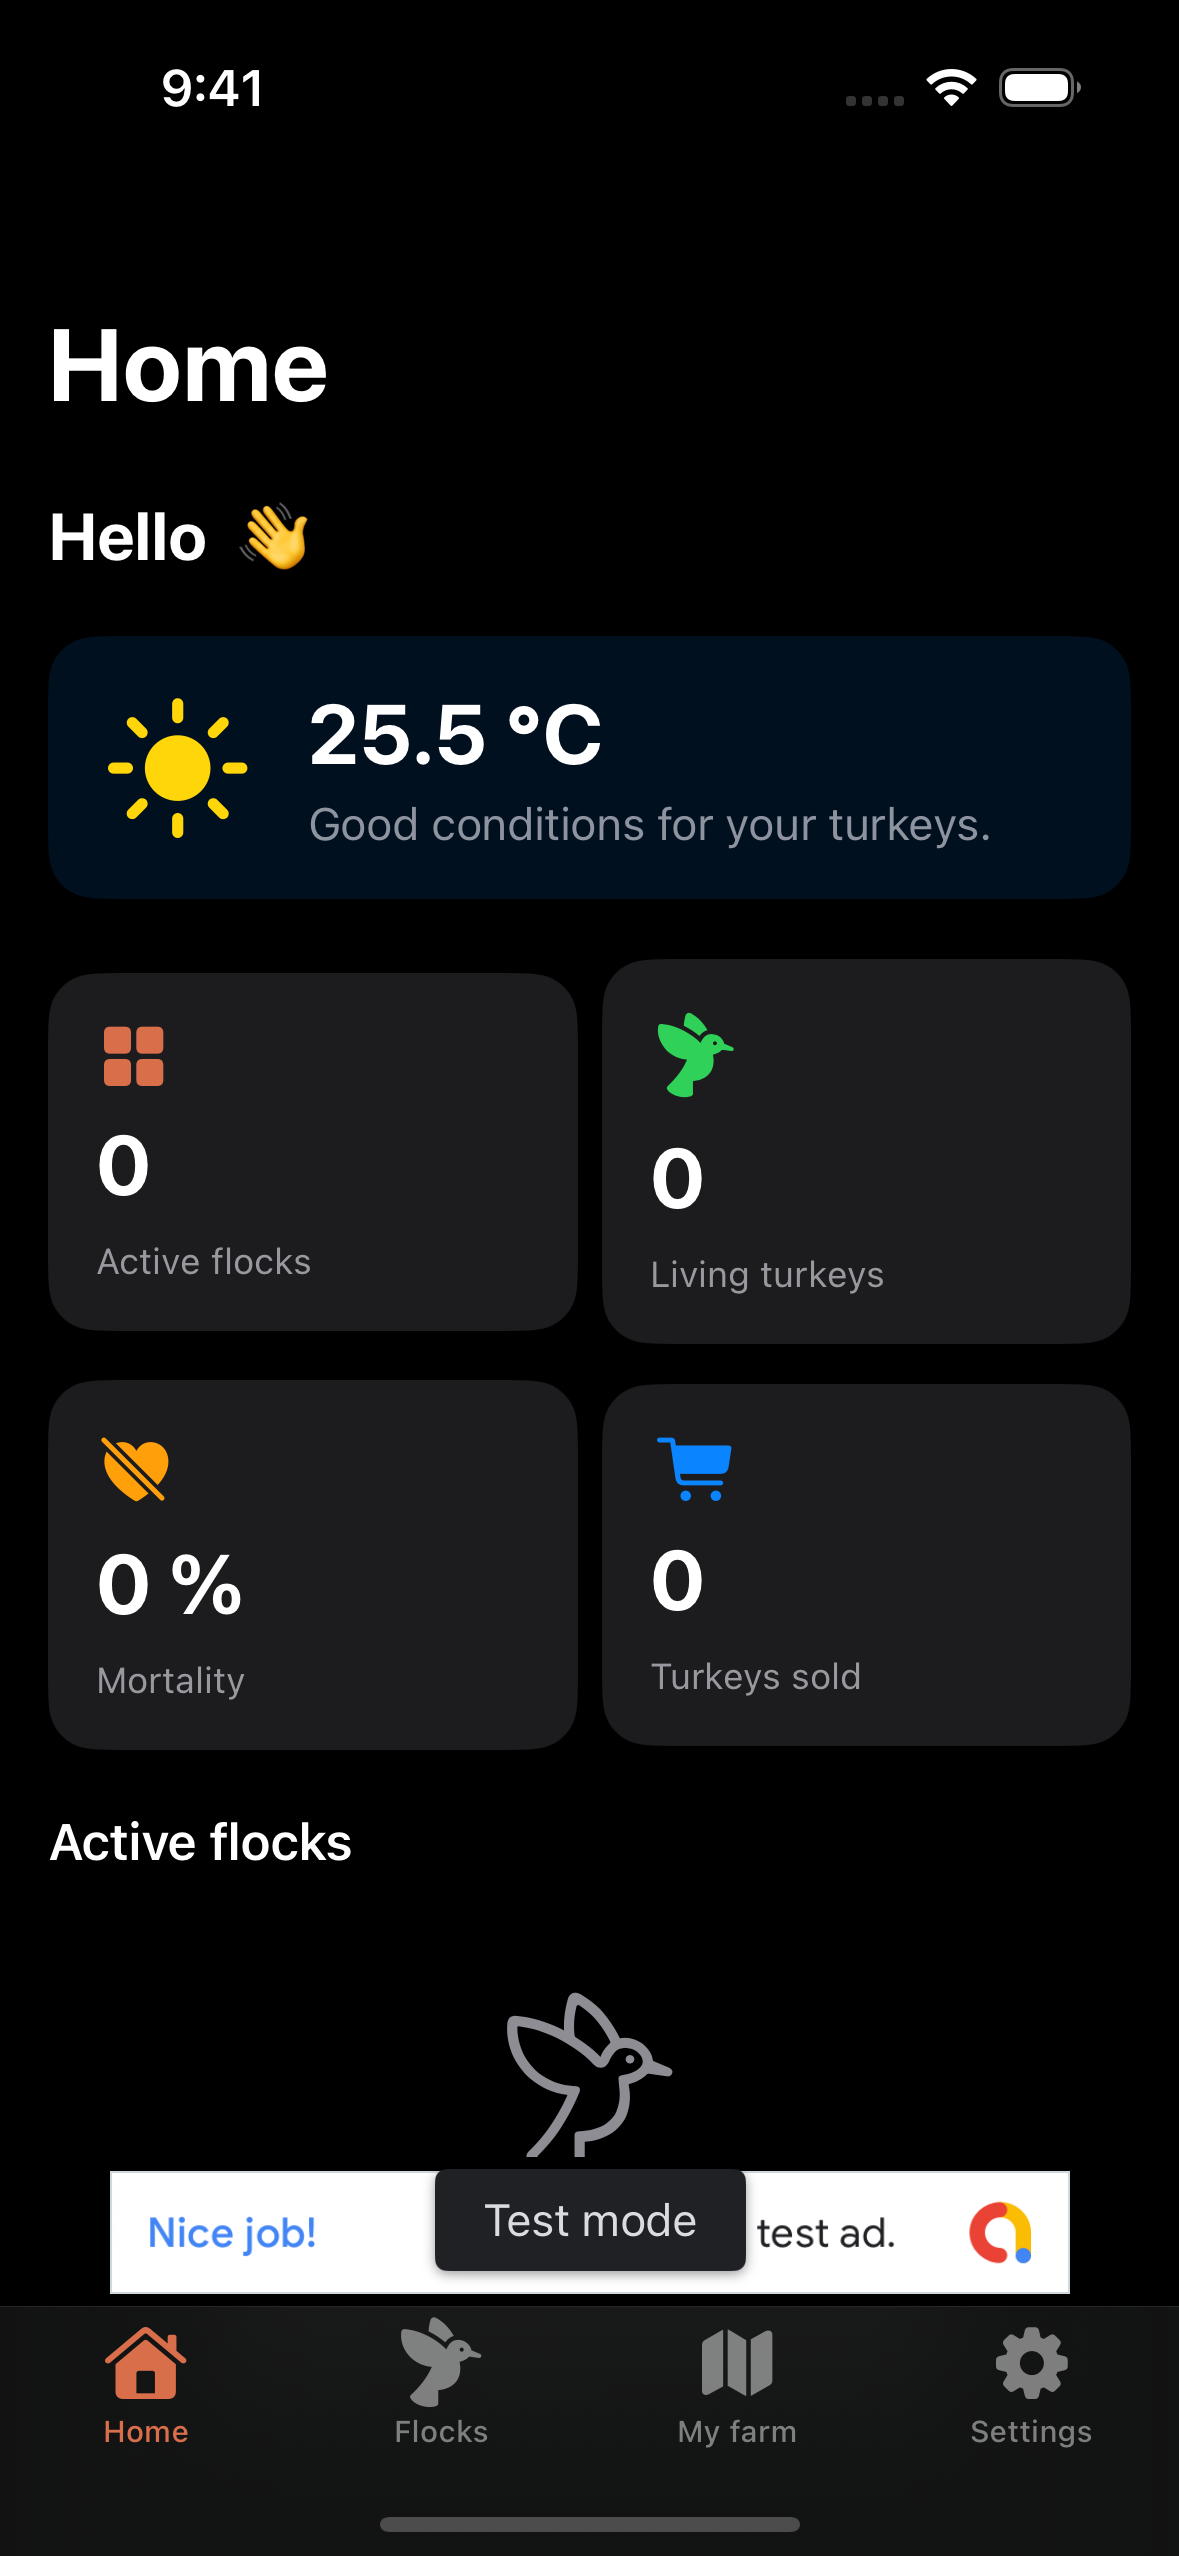 9:41
Home
Hello 👋
25.5 °C
Good conditions for your turkeys.
0
Active flocks
0
Living turkeys
0 %
Mortality
0
Turkeys sold
Active flocks
Nice job!
Test mode
test ad.
Home
Flocks
My farm
Settings